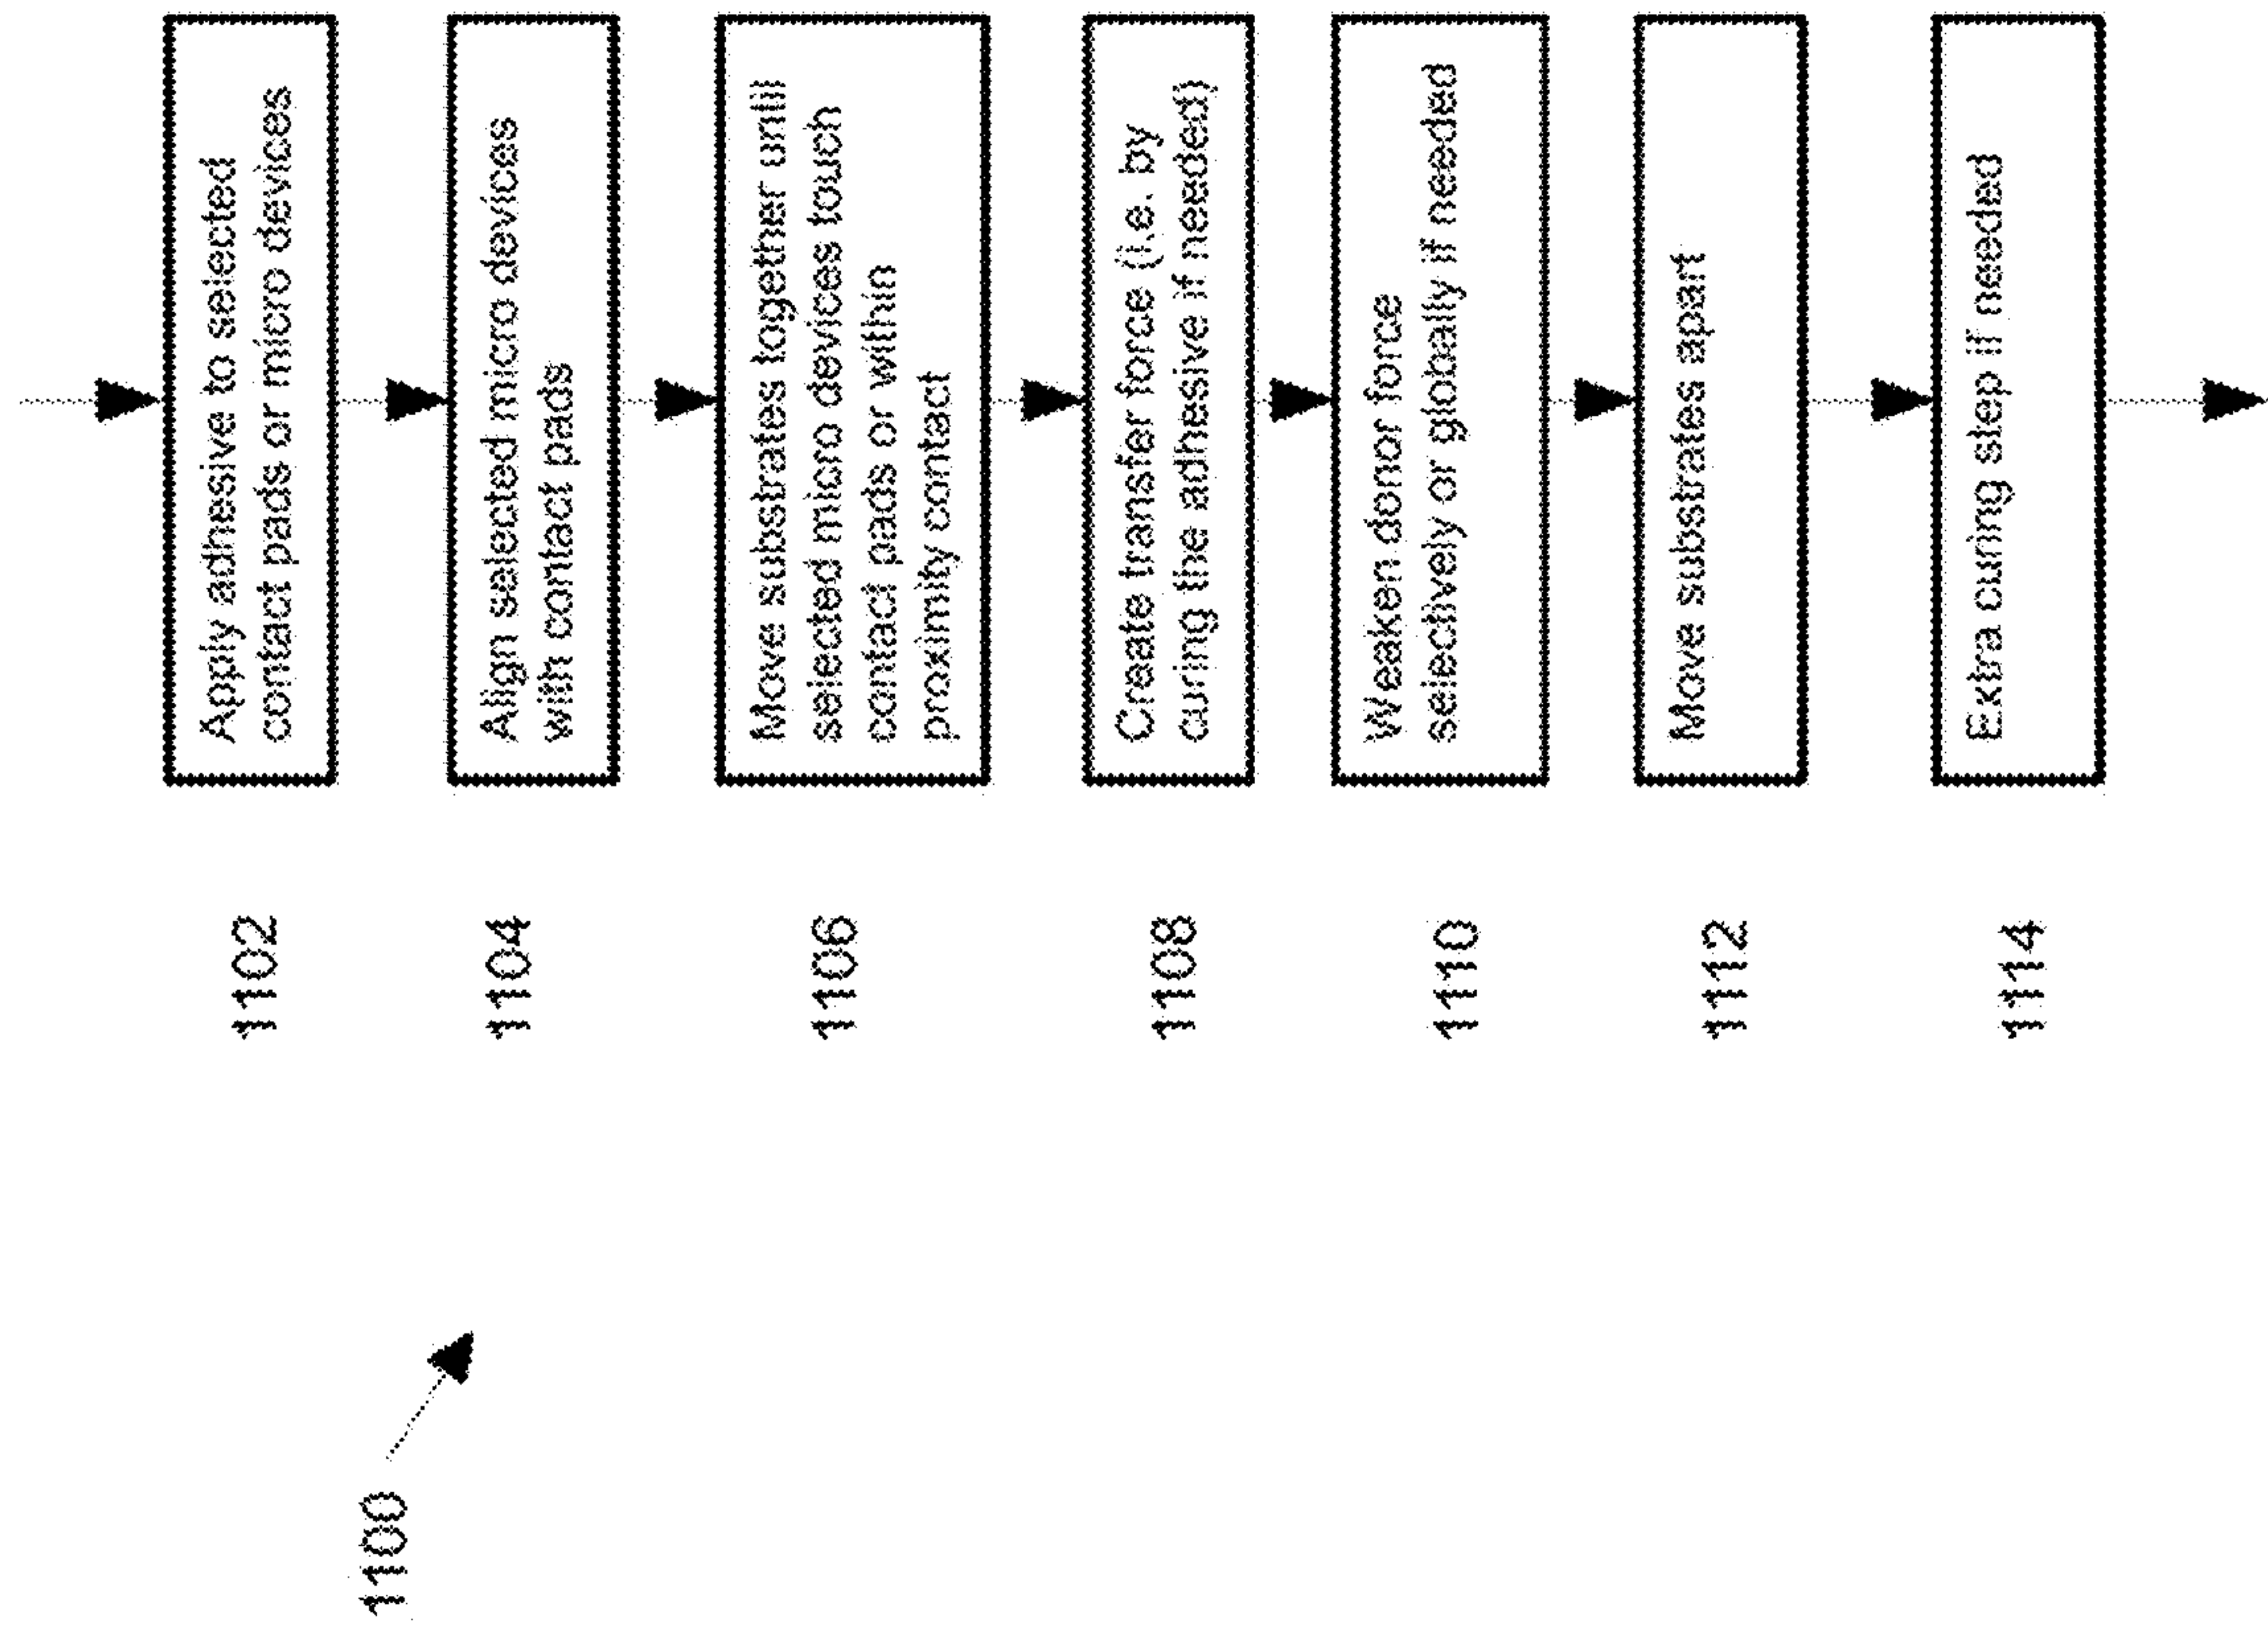 1100
1102
Apply adhesive to selected
contact pads or micro devices
1104
Align selected micro devices
with contact pads
1106
Move substrates together until
selected micro devices touch
contact pads or within
proximity contact
1108
Create transfer force (i.e. by
curing the adhesive if needed)
1110
Weaken donor force
selectively or globally if needed
1112
Move substrates apart
1114
Extra curing step if needed